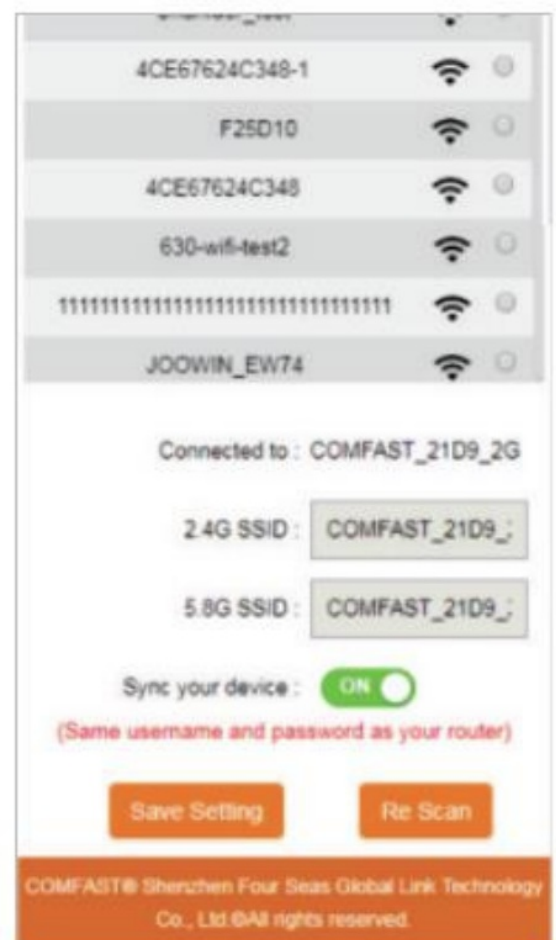 4CE67624C348-1
F25D10
4CE67624C348
630-wifi-test2
JOOWIN_EW74
Connected to : COMFAST_21D9_2G
2.4G SSID : COMFAST_21D9_
5.8G SSID : COMFAST_21D9_
Sync your device : ON
(Same username and password as your router)
Save Setting Re Scan
COMFAST® Shenzhen Four Seas Global Link Technology
Co., Ltd.©All rights reserved.